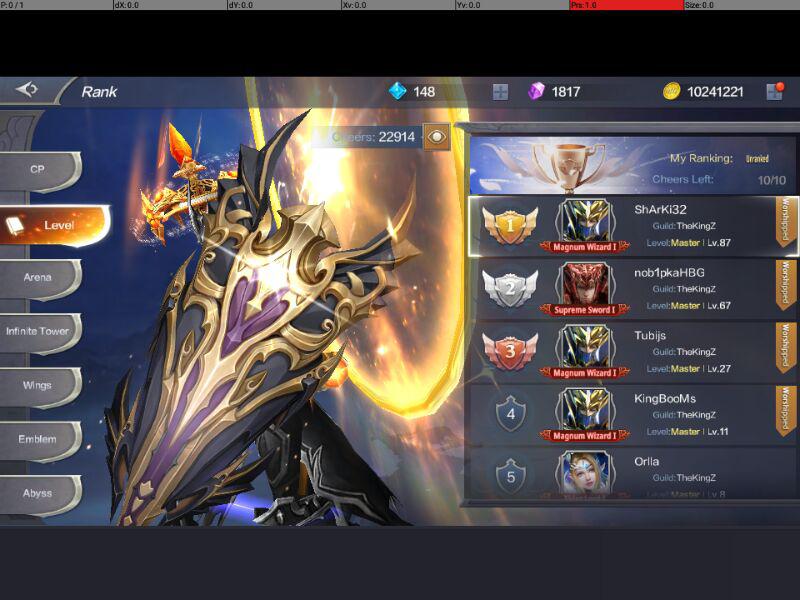 P: 0 / 1 dX: 0.0 dY: 0.0 Xv: 0.0 Yv: 0.0 Prs: 1.0 Size: 0.0
Rank 148 1817 10241221
Cheers: 22914
CP
Level
Arena
Infinite Tower
Wings
Emblem
Abyss
My Ranking: Unranked
Cheers Left: 10/10
1
Magnum Wizard I
ShArKi32
Guild:TheKingZ
Level:Master | Lv.87
Worshipped
2
Supreme Sword I
nob1pkaHBG
Guild:TheKingZ
Level:Master | Lv.67
Worshipped
3
Magnum Wizard I
Tubijs
Guild:TheKingZ
Level:Master | Lv.27
Worshipped
4
Magnum Wizard I
KingBooMs
Guild:TheKingZ
Level:Master | Lv.11
Worshipped
5
Orlla
Guild:TheKingZ
Level:Master | Lv.8